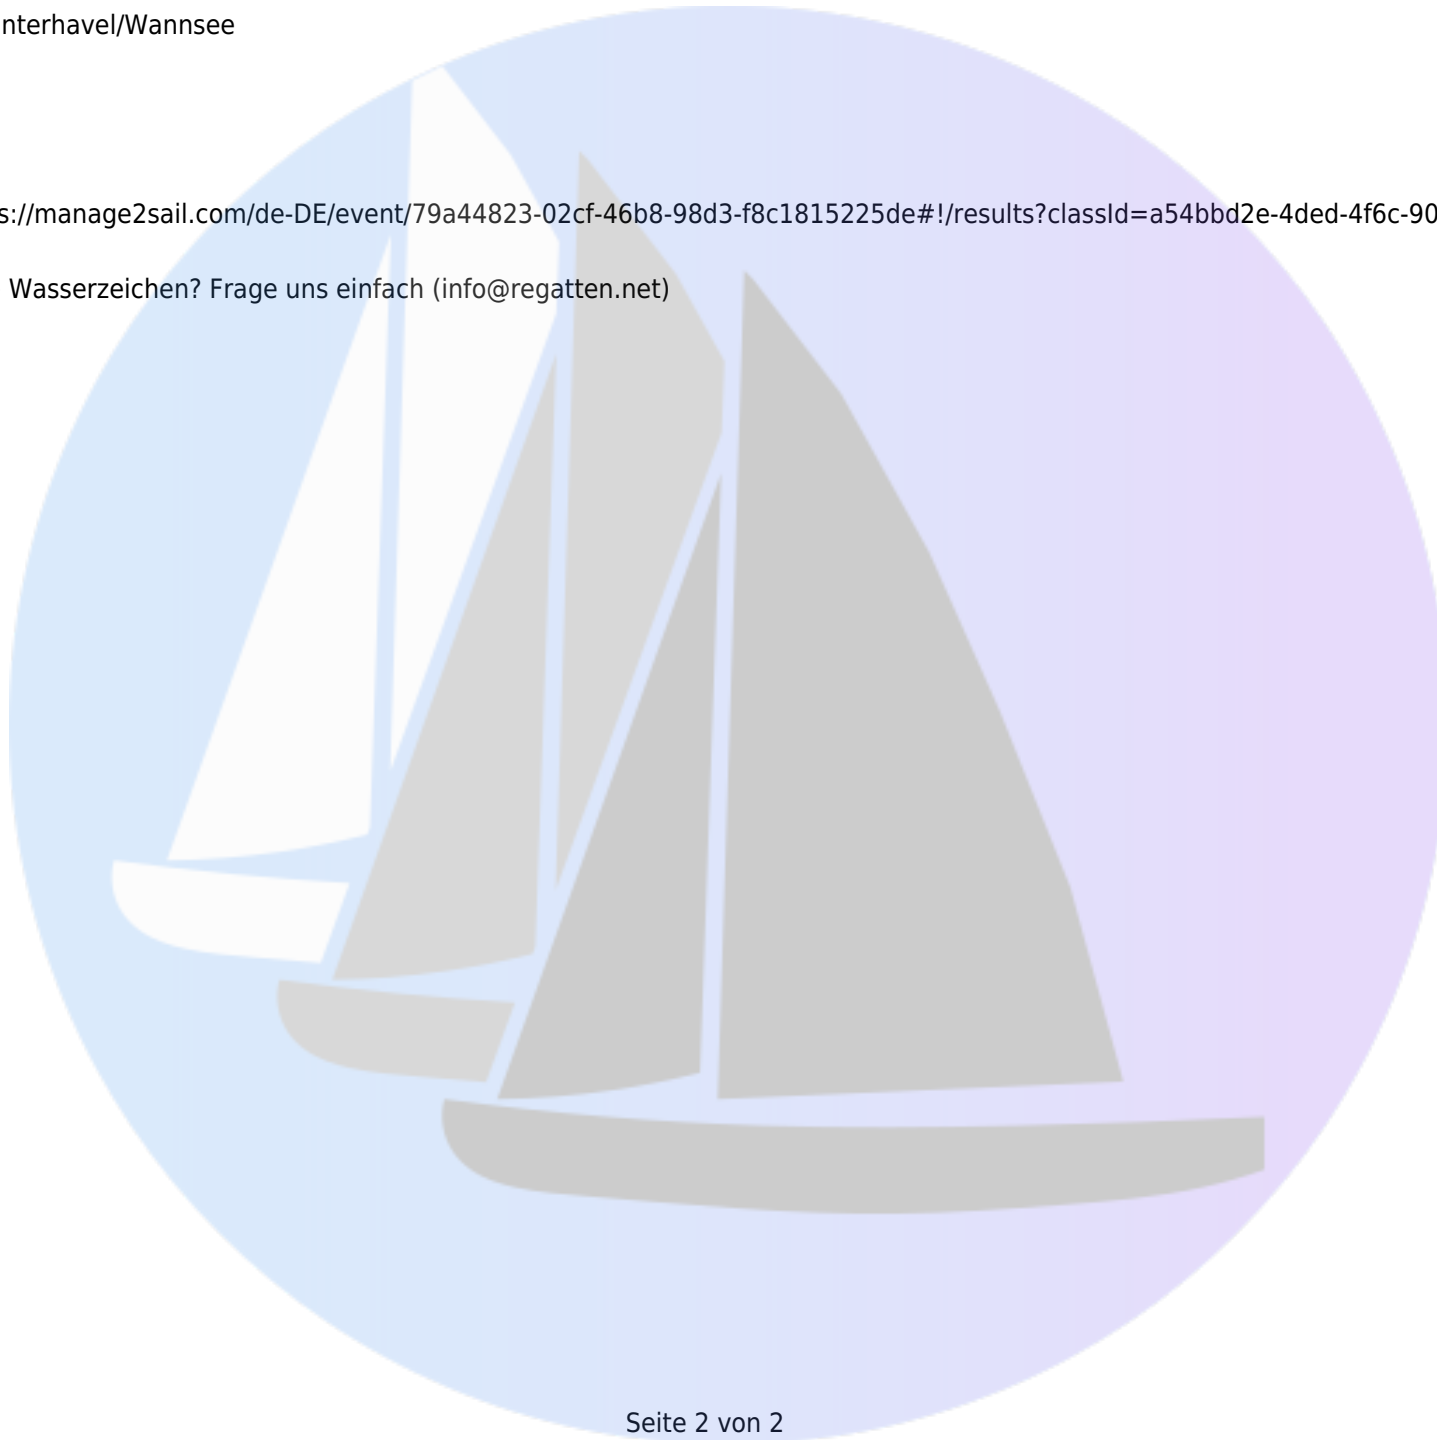 nterhavel/Wannsee
s://manage2sail.com/de-DE/event/79a44823-02cf-46b8-98d3-f8c1815225de#!/results?classId=a54bbd2e-4ded-4f6c-90
Wasserzeichen? Frage uns einfach (info@regatten.net)
Seite 2 von 2